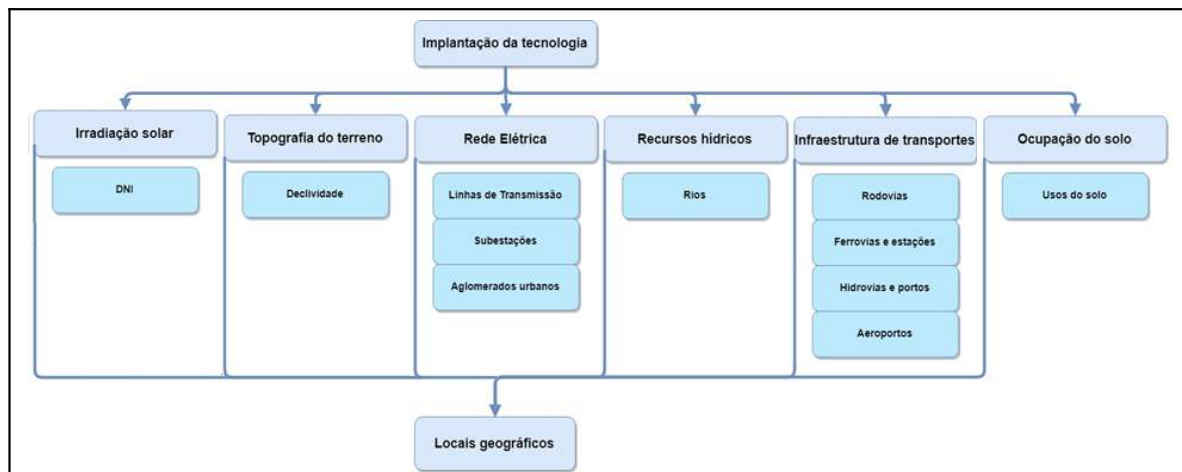 Implantação da tecnologia
Irradiação solar
DNI
Topografia do terreno
Declividade
Rede Elétrica
Linhas de Transmissão
Subestações
Aglomerados urbanos
Recursos hídricos
Rios
Infraestrutura de transportes
Rodovias
Ferrovias e estações
Hidrovias e portos
Aeroportos
Ocupação do solo
Usos do solo
Locais geográficos